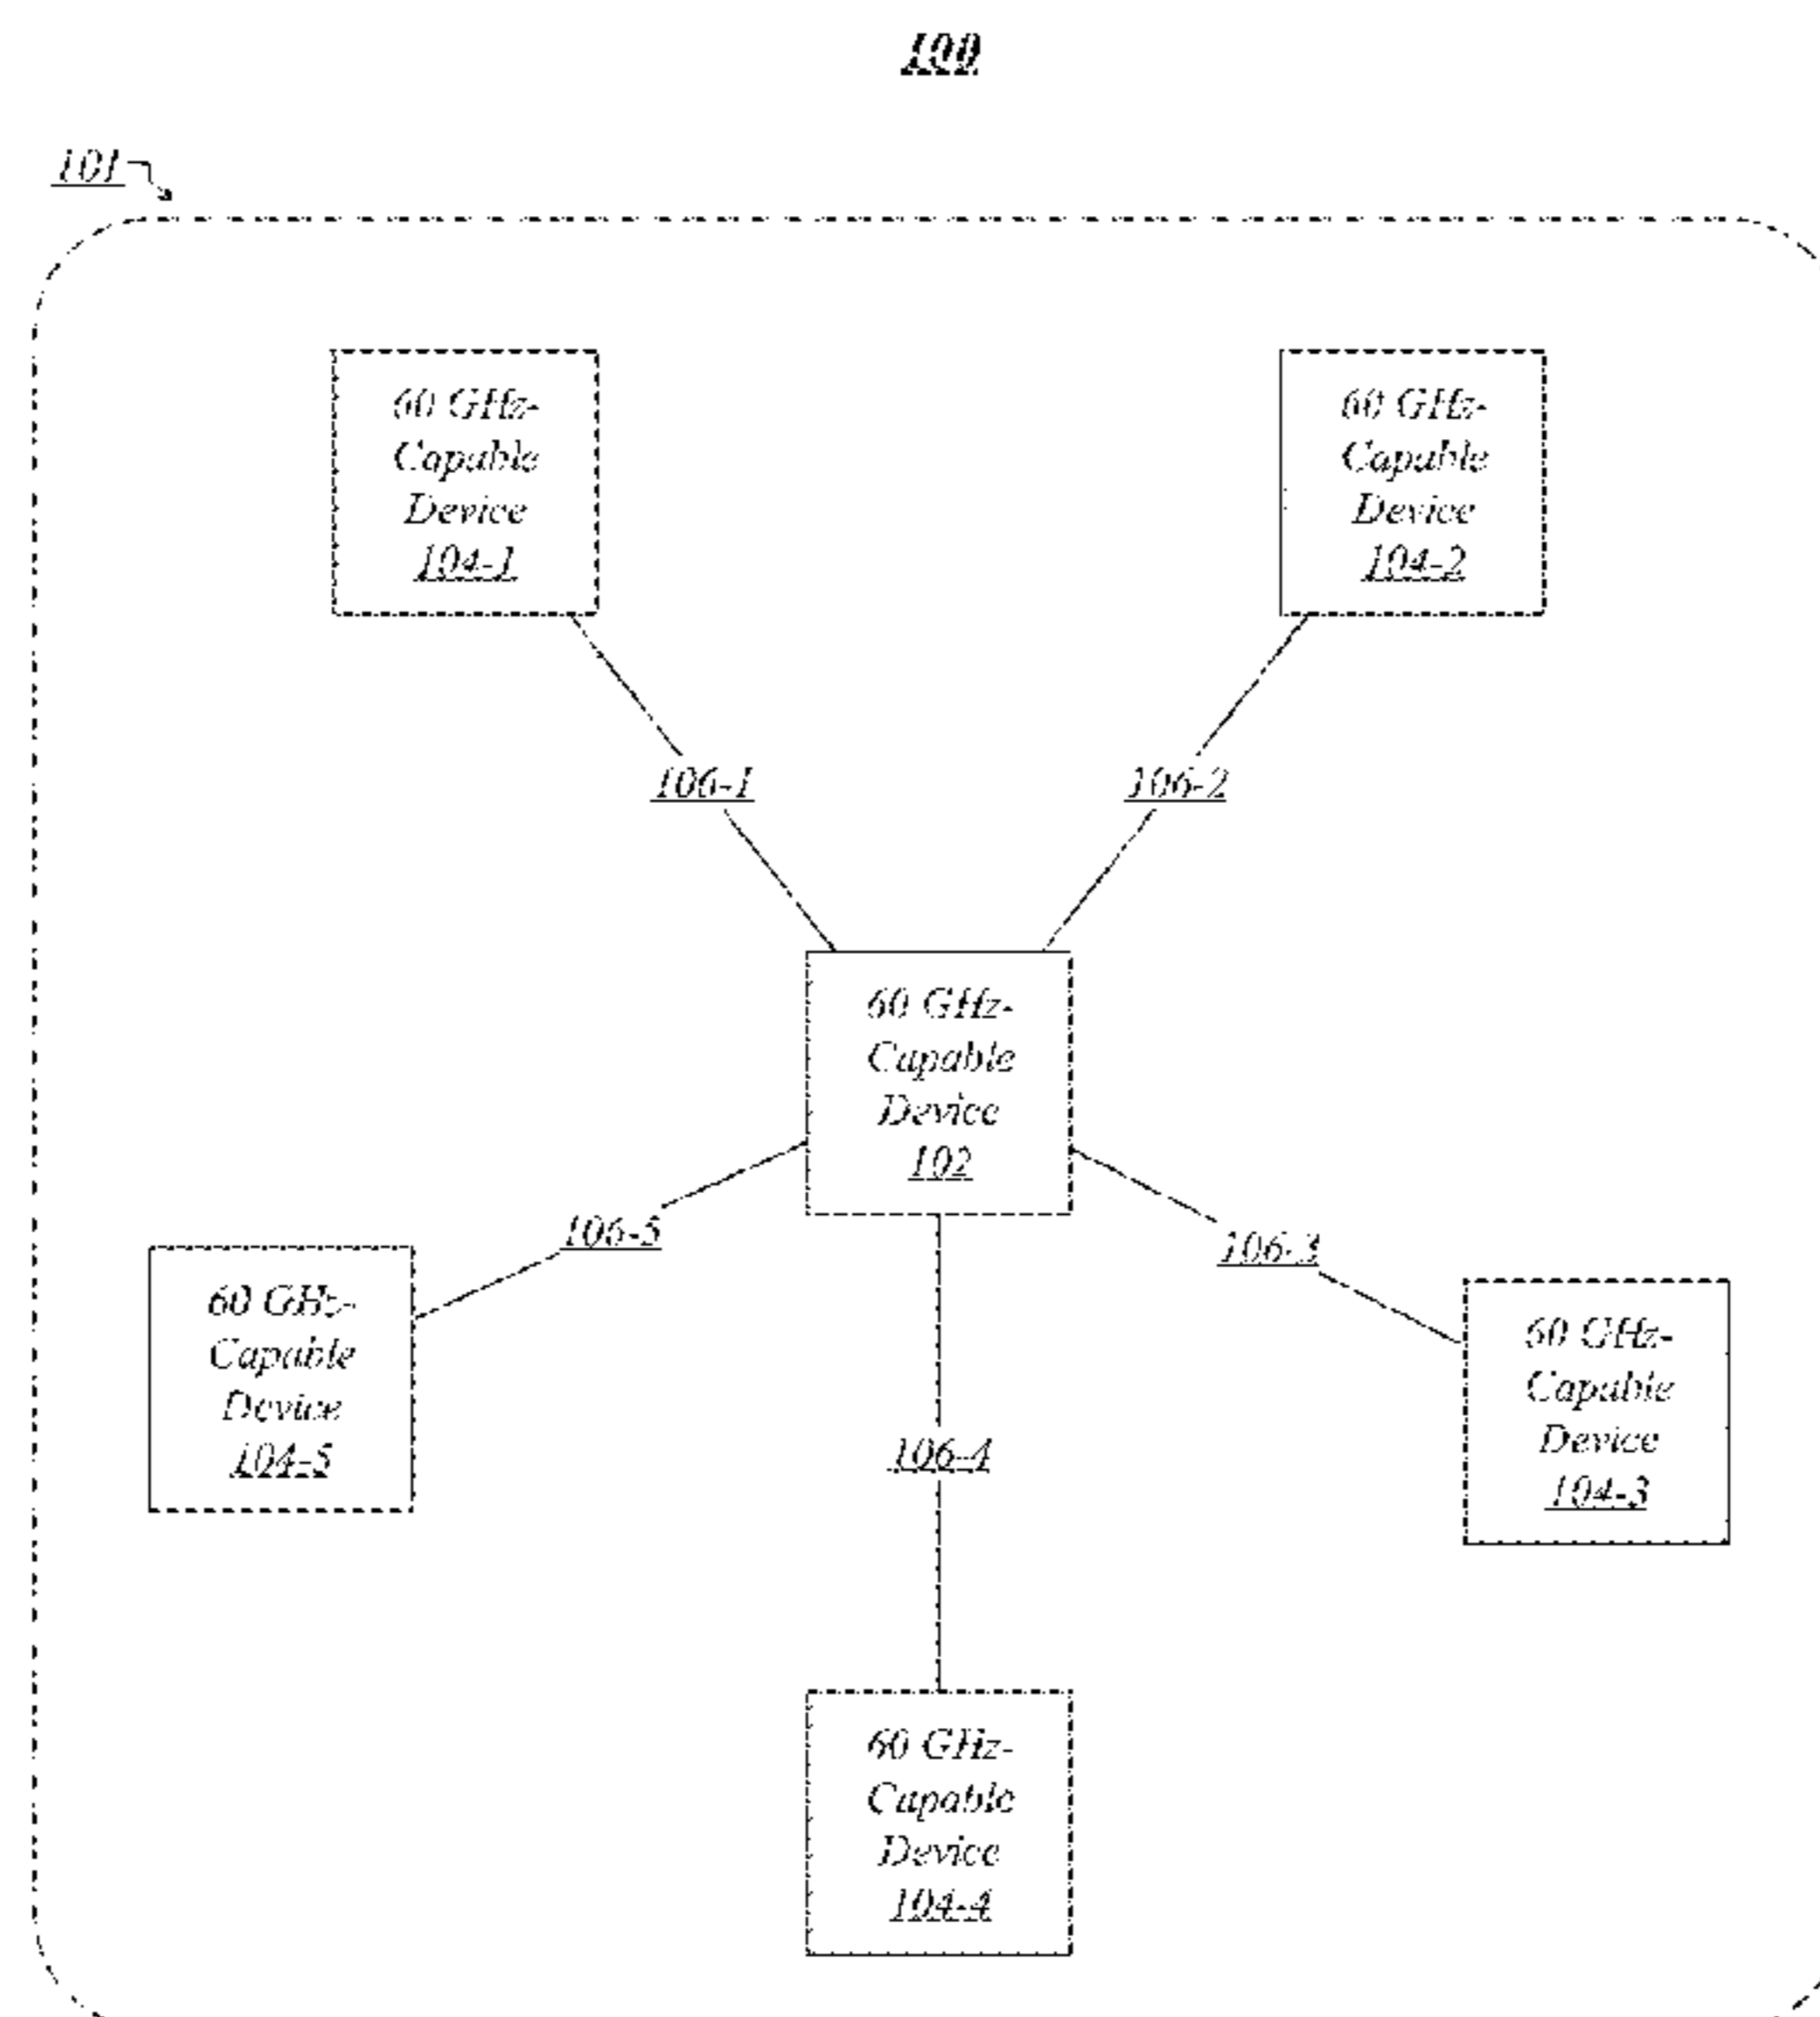 100
101
60 GHz-
Capable
Device
104-1
60 GHz-
Capable
Device
104-2
106-1
106-2
60 GHz-
Capable
Device
102
106-5
106-3
60 GHz-
Capable
Device
104-5
60 GHz-
Capable
Device
104-3
106-4
60 GHz-
Capable
Device
104-4